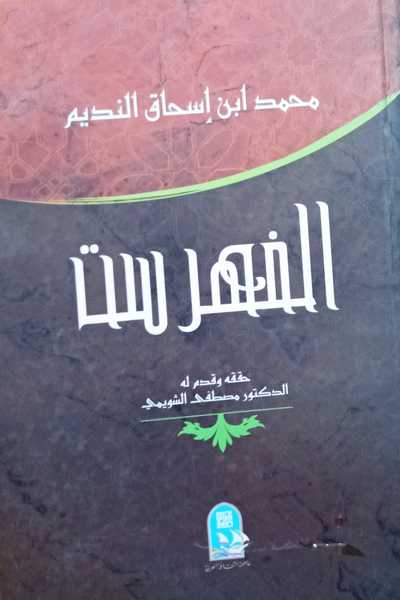 محمد ابن إسحاق النديم
الفهرست
حققه وقدم له
الدكتور مصطفى الشويمي